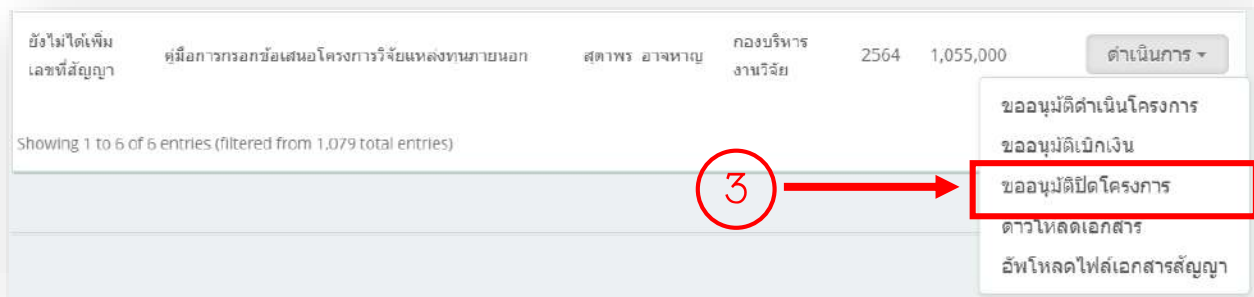 ยังไม่ได้เพิ่ม
เลขที่สัญญา
คู่มือการกรอกข้อเสนอโครงการวิจัยแหล่งทุนภายนอก
สุดาพร อาจหาญ
กองบริหาร
งานวิจัย
2564
1,055,000
ดำเนินการ
ขออนุมัติดำเนินโครงการ
Showing 1 to 6 of 6 entries (filtered from 1,079 total entries)
ขออนุมัติเบิกเงิน
3
ขออนุมัติปิดโครงการ
ดาวโหลดเอกสาร
อัพโหลดไฟล์เอกสารสัญญา